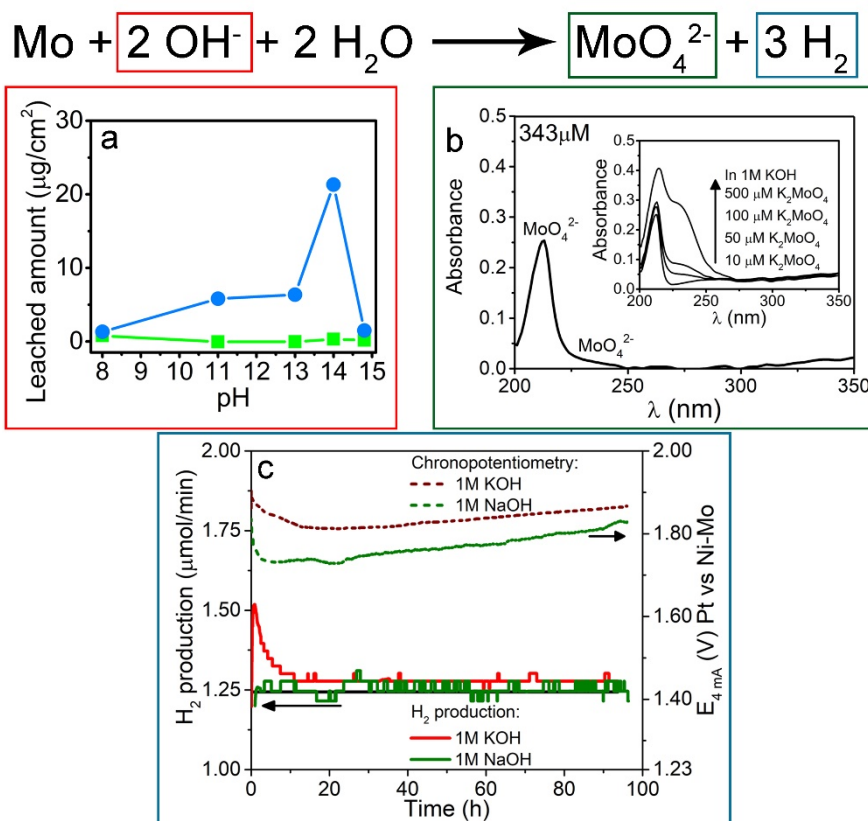 Mo + 2 OH⁻ + 2 H₂O ⟶ MoO₄²⁻ + 3 H₂
a
Leached amount (μg/cm²)
30
20
10
0
8 9 10 11 12 13 14 15
pH
b
343μM
Absorbance
0.5
0.4
0.3
0.2
0.1
0.0
MoO₄²⁻
MoO₄²⁻
200 250 300 350
λ (nm)
Absorbance
0.5
0.4
0.3
0.2
0.1
0.0
In 1M KOH
500 μM K₂MoO₄
100 μM K₂MoO₄
50 μM K₂MoO₄
10 μM K₂MoO₄
200 250 300 350
λ (nm)
c
H₂ production (μmol/min)
2.00
1.75
1.50
1.25
1.00
Chronopotentiometry:
1M KOH
1M NaOH
H₂ production:
1M KOH
1M NaOH
2.00
1.80
1.60
1.40
1.23
E₄ ₘA (V) Pt vs Ni-Mo
0 20 40 60 80 100
Time (h)